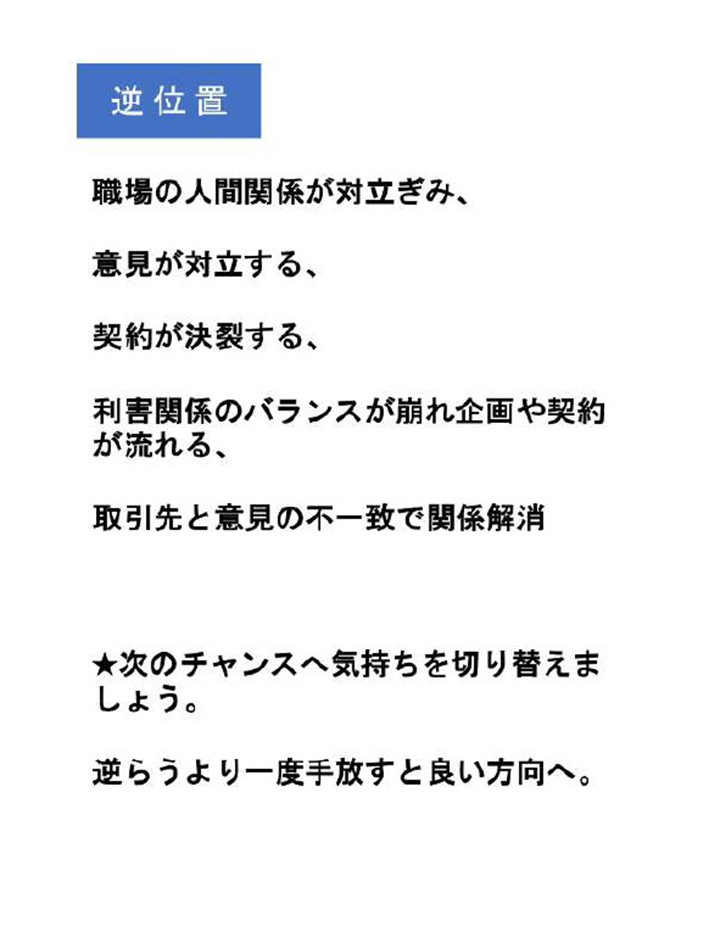 逆位置
職場の人間関係が対立ぎみ、
意見が対立する、
契約が決裂する、
利害関係のバランスが崩れ企画や契約
が流れる、
取引先と意見の不一致で関係解消
★次のチャンスへ気持ちを切り替えま
しょう。
逆らうより一度手放すと良い方向へ。